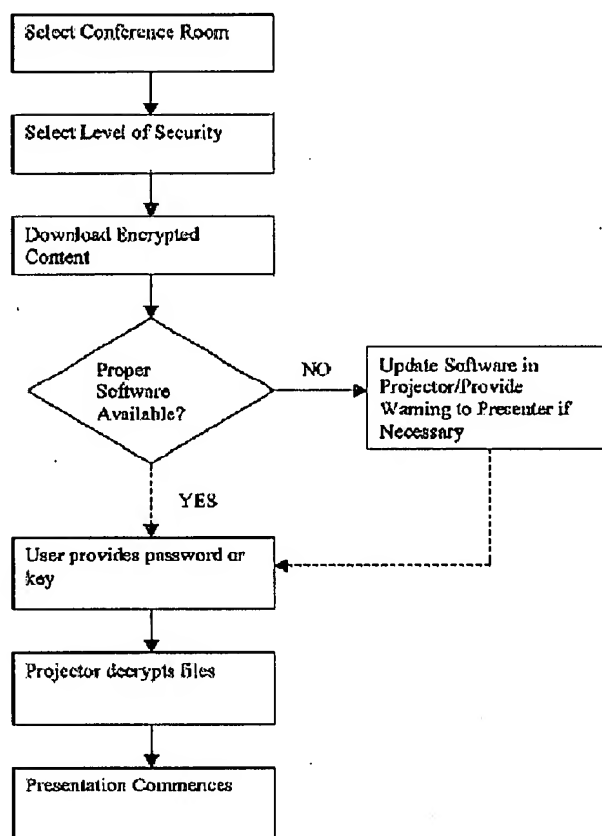 Select Conference Room
Select Level of Security
Download Encrypted
Content
Proper
Software
Available?
NO
Update Software in
Projector/Provide
Warning to Presenter if
Necessary
YES
User provides password or
key
Projector decrypts files
Presentation Commences